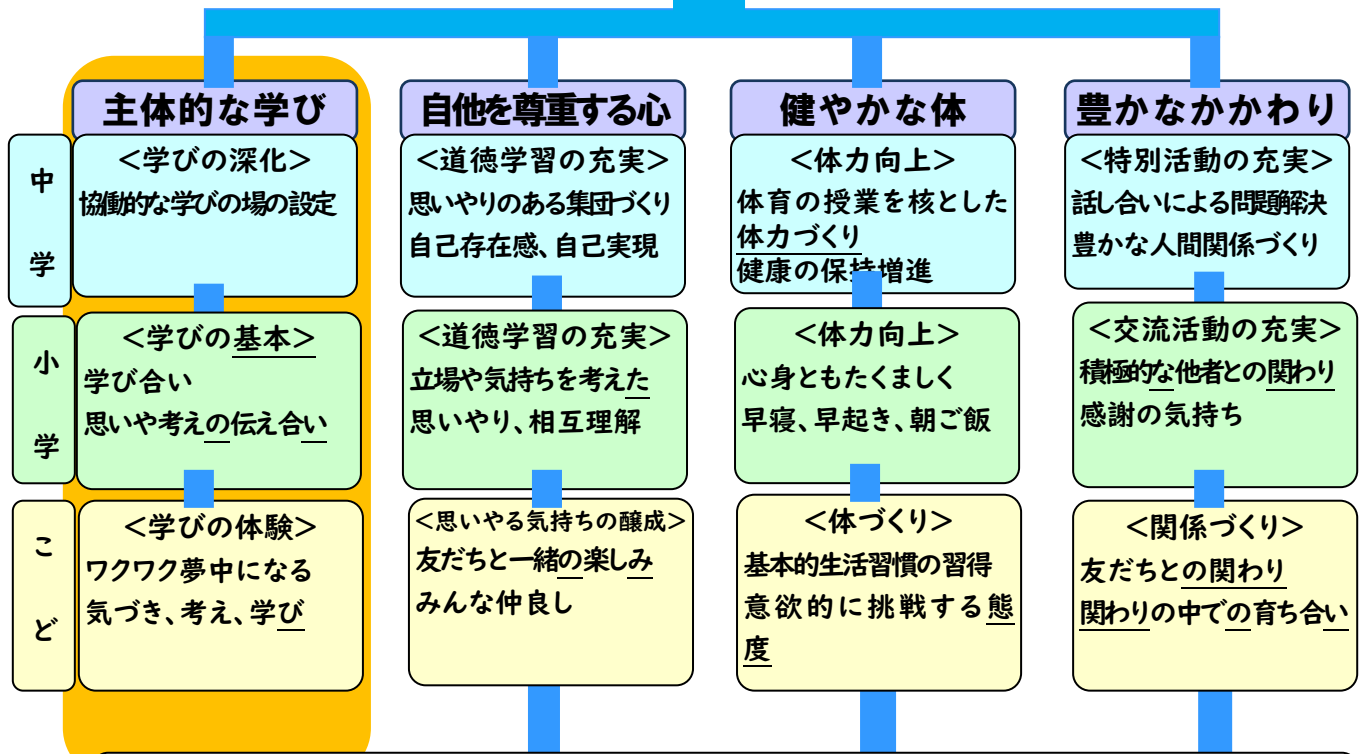 主体的な学び
自他を尊重する心
健やかな体
豊かなかかわり
中
学
<学びの深化>
協働的な学びの場の設定
<道徳学習の充実>
思いやりのある集団づくり
自己存在感、自己実現
<体力向上>
体育の授業を核とした
体力づくり
健康の保持増進
<特別活動の充実>
話し合いによる問題解決
豊かな人間関係づくり
小
学
<学びの基本>
学び合い
思いや考えの伝え合い
<道徳学習の充実>
立場や気持ちを考えた
思いやり、相互理解
<体力向上>
心身ともたくましく
早寝、早起き、朝ご飯
<交流活動の充実>
積極的な他者との関わり
感謝の気持ち
こ
ど
<学びの体験>
ワクワク夢中になる
気づき、考え、学び
<思いやる気持ちの醸成>
友だちと一緒の楽しみ
みんな仲良し
<体づくり>
基本的生活習慣の習得
意欲的に挑戦する態
度
<関係づくり>
友だちとの関わり
関わりの中での育ち合い